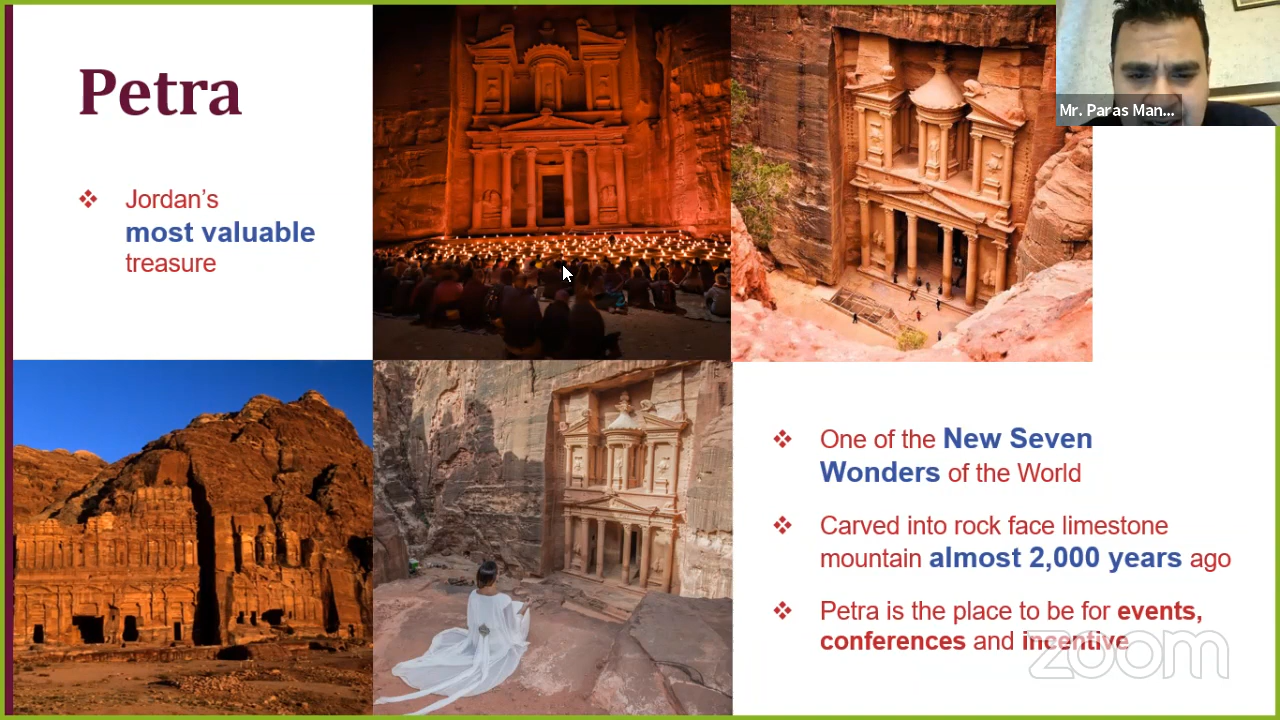 Petra
Jordan's
most valuable
treasure
Mr. Paras Man...
One of the New Seven
Wonders of the World
Carved into rock face limestone
mountain almost 2,000 years ago
Petra is the place to be for events,
conferences and incentive
zoom